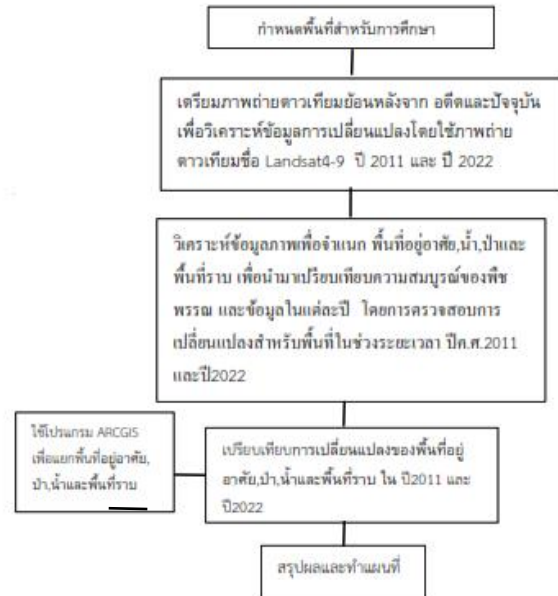 กำหนดพื้นที่สำหรับการศึกษา
เตรียมภาพถ่ายดาวเทียมย้อนหลังจาก อดีตและปัจจุบัน
เพื่อวิเคราะห์ข้อมูลการเปลี่ยนแปลงโดยใช้ภาพถ่าย
ดาวเทียมชื่อ Landsat4-9 ปี 2011 และ ปี 2022
วิเคราะห์ข้อมูลภาพเพื่อจำแนก พื้นที่อยู่อาศัย,น้ำ,ป่าและ
พื้นที่ราบ เพื่อนำมาเปรียบเทียบความสมบูรณ์ของพืช
พรรณ และข้อมูลในแต่ละปี โดยการตรวจสอบการ
เปลี่ยนแปลงสำหรับพื้นที่ในช่วงระยะเวลา ปีค.ศ.2011
และปี2022
ใช้โปรแกรม ARCGIS
เพื่อแยกพื้นที่อยู่อาศัย,
ป่า,น้ำและพื้นที่ราบ
เปรียบเทียบการเปลี่ยนแปลงของพื้นที่อยู่
อาศัย,ป่า,น้ำและพื้นที่ราบ ใน ปี2011 และ
ปี2022
สรุปผลและทำแผนที่